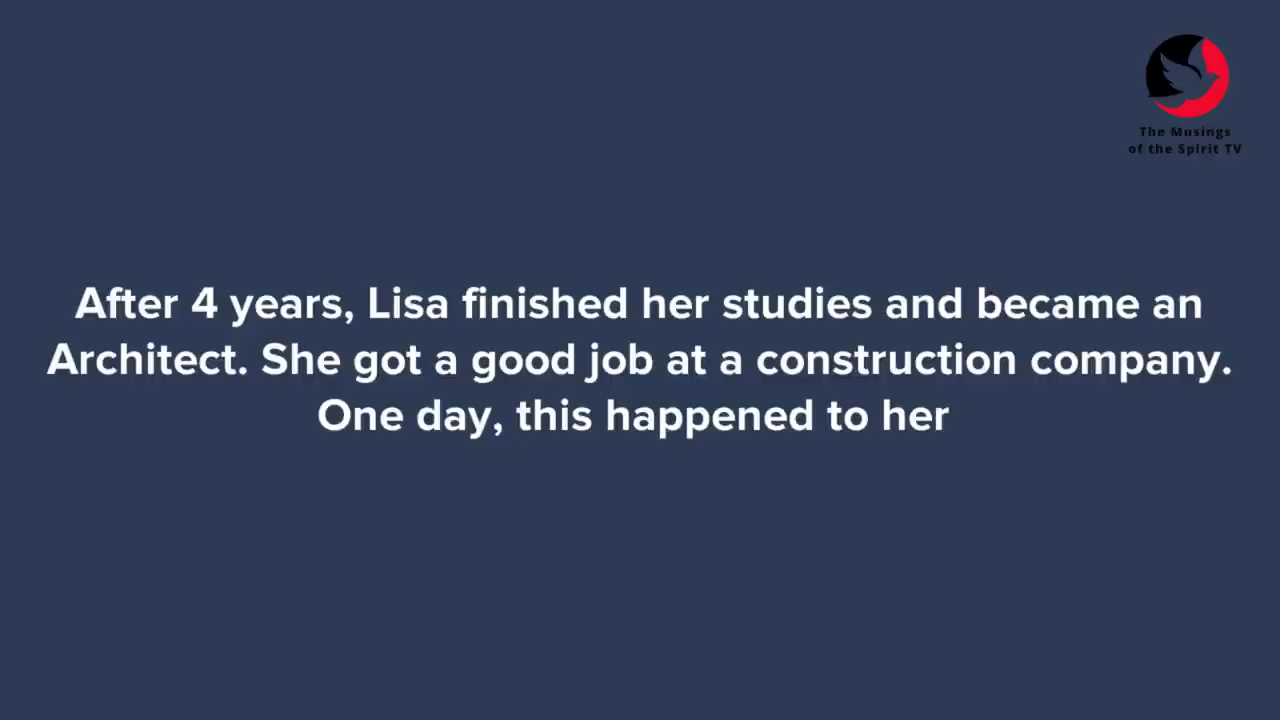 The Musings
of the Spirit TV
After 4 years, Lisa finished her studies and became an
Architect. She got a good job at a construction company.
One day, this happened to her